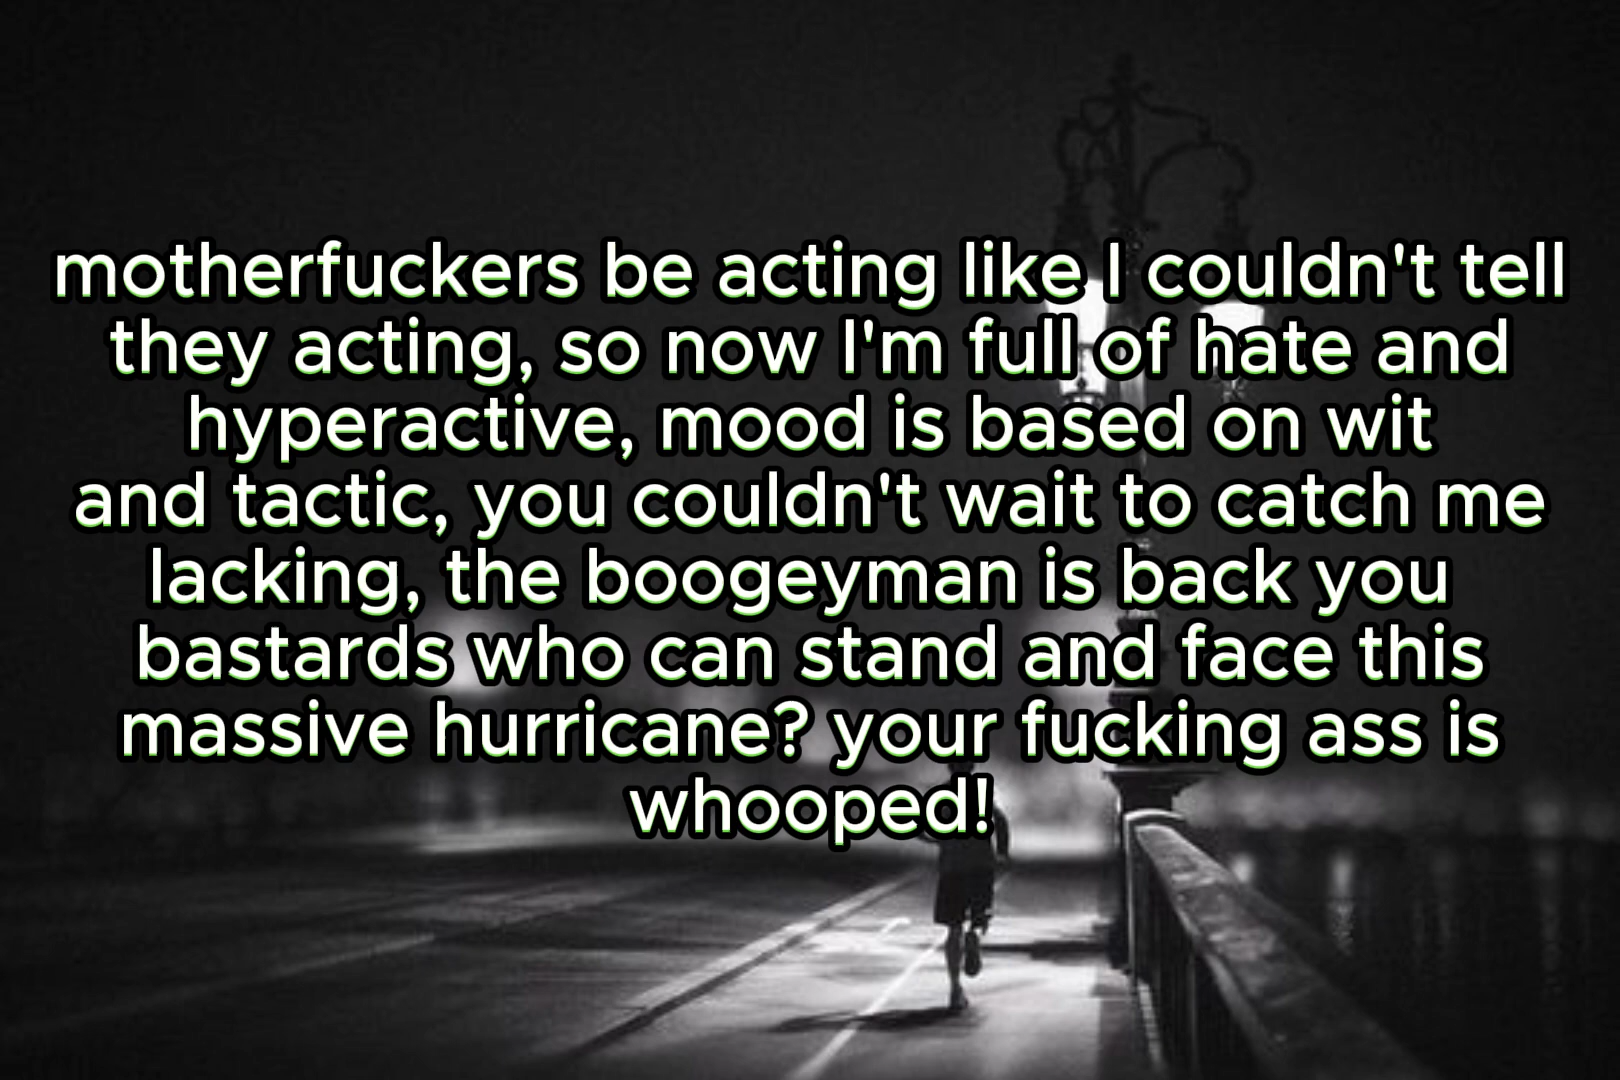 motherfuckers be acting like I couldn't tell
they acting, so now I'm full of hate and
hyperactive, mood is based on wit
and tactic, you couldn't wait to catch me
lacking, the boogeyman is back you
bastards who can stand and face this
massive hurricane? your fucking ass is
whooped!